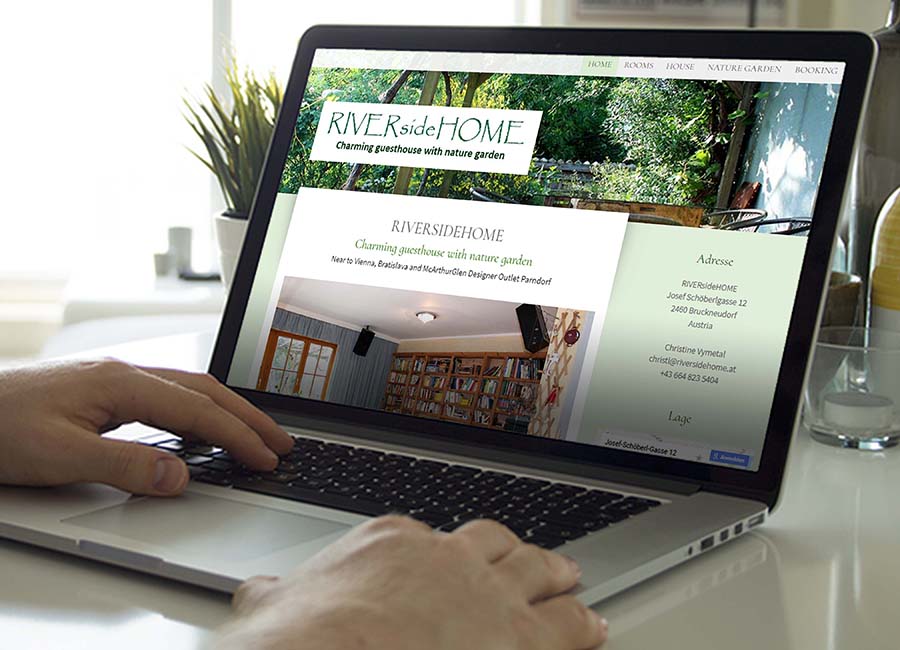 HOME ROOMS HOUSE NATURE GARDEN BOOKING
RIVERsideHOME
Charming guesthouse with nature garden
RIVERSIDEHOME
Charming guesthouse with nature garden
Near to Vienna, Bratislava and McArthurGlen Designer Outlet Parndorf
Adresse
RIVERsideHOME
Josef Schöberlgasse 12
2460 Bruckneudorf
Austria
Christine Vymetal
christl@riversidehome.at
+43 664 823 5404
Lage
Josef-Schöberl-Gasse 12
Anmelden